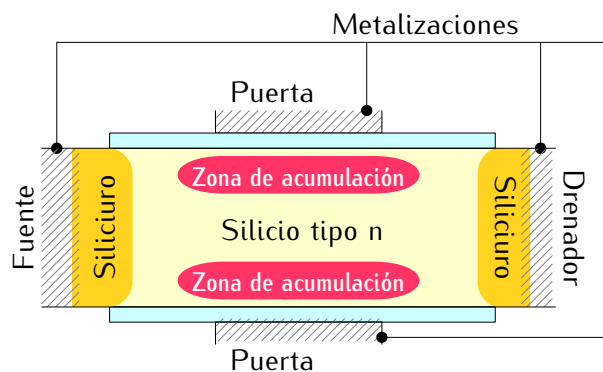 Metalizaciones
Puerta
Fuente
Siliciuro
Zona de acumulación
Silicio tipo n
Zona de acumulación
Siliciuro
Drenador
Puerta